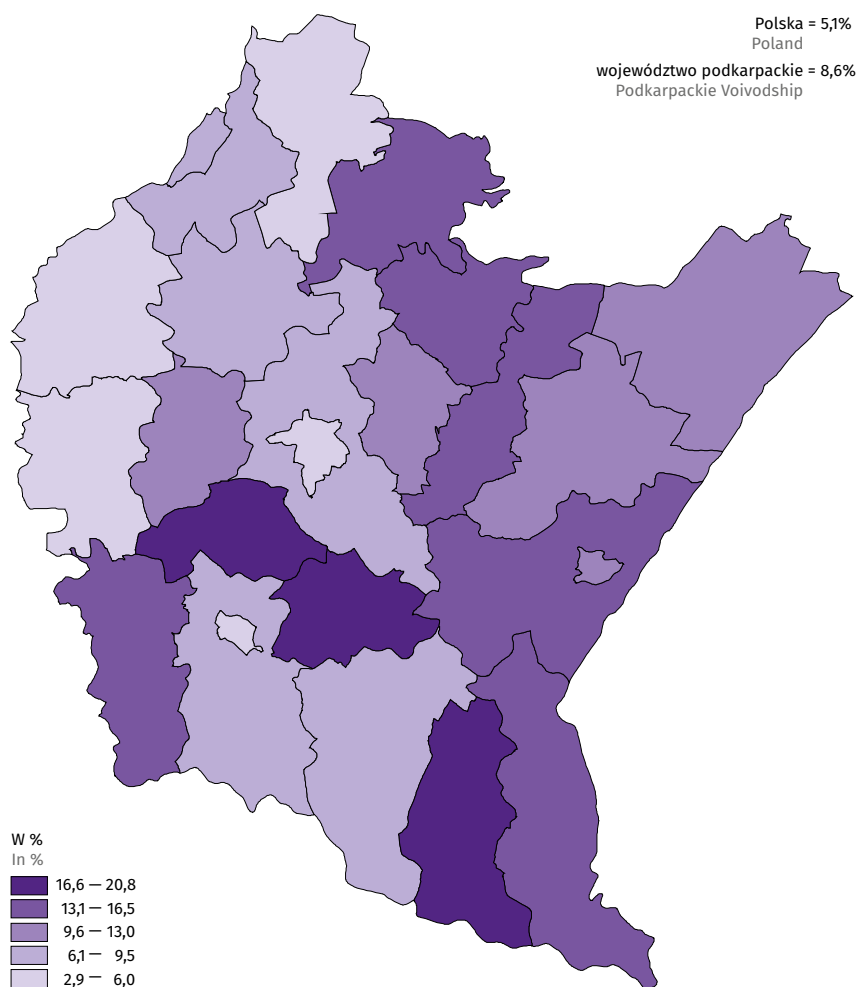 Polska = 5,1%
Poland
województwo podkarpackie = 8,6%
Podkarpackie Voivodship
W %
In %
16,6 — 20,8
13,1 — 16,5
9,6 — 13,0
6,1 — 9,5
2,9 — 6,0